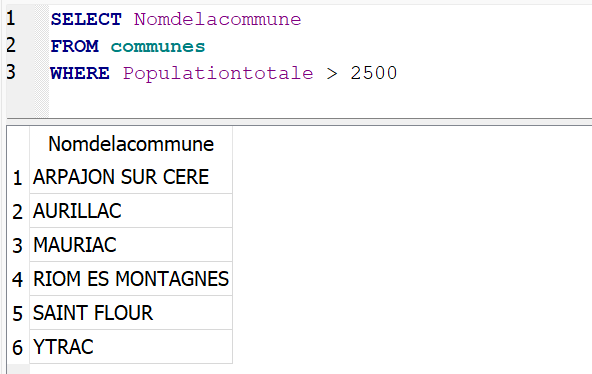 1 SELECT Nomdelacommune
2 FROM communes
3 WHERE Populationtotale > 2500
Nomdelacommune
1 ARPAJON SUR CERE
2 AURILLAC
3 MAURIAC
4 RIOM ES MONTAGNES
5 SAINT FLOUR
6 YTRAC